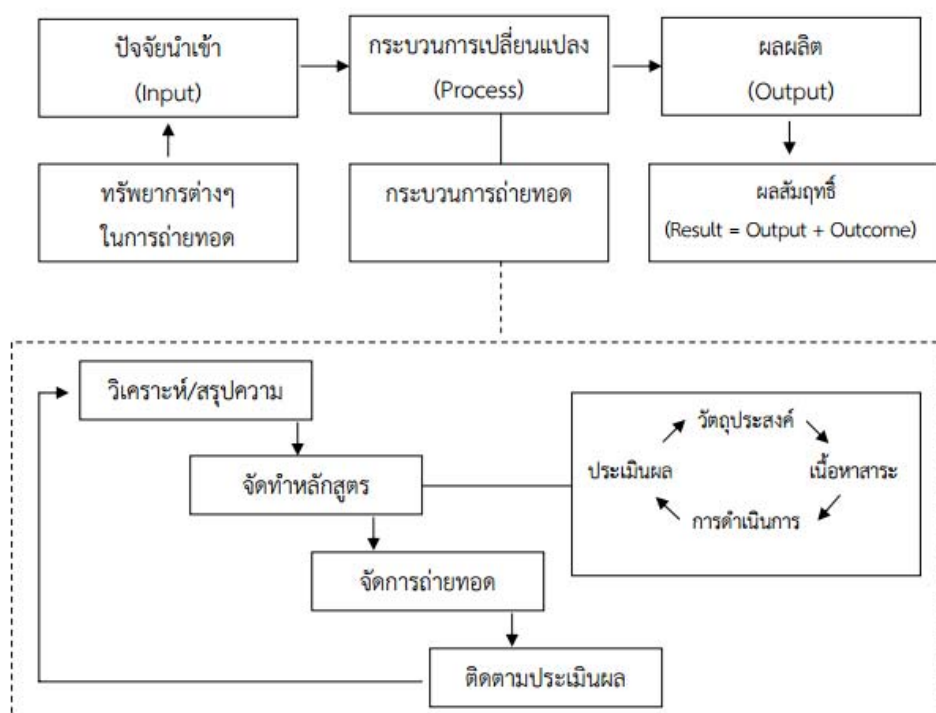 ปัจจัยนำเข้า
(Input)
กระบวนการเปลี่ยนแปลง
(Process)
ผลผลิต
(Output)
ทรัพยากรต่างๆ
ในการถ่ายทอด
กระบวนการถ่ายทอด
ผลสัมฤทธิ์
(Result = Output + Outcome)
วิเคราะห์/สรุปความ
จัดทำหลักสูตร
จัดการถ่ายทอด
ติดตามประเมินผล
วัตถุประสงค์
ประเมินผล
เนื้อหาสาระ
การดำเนินการ